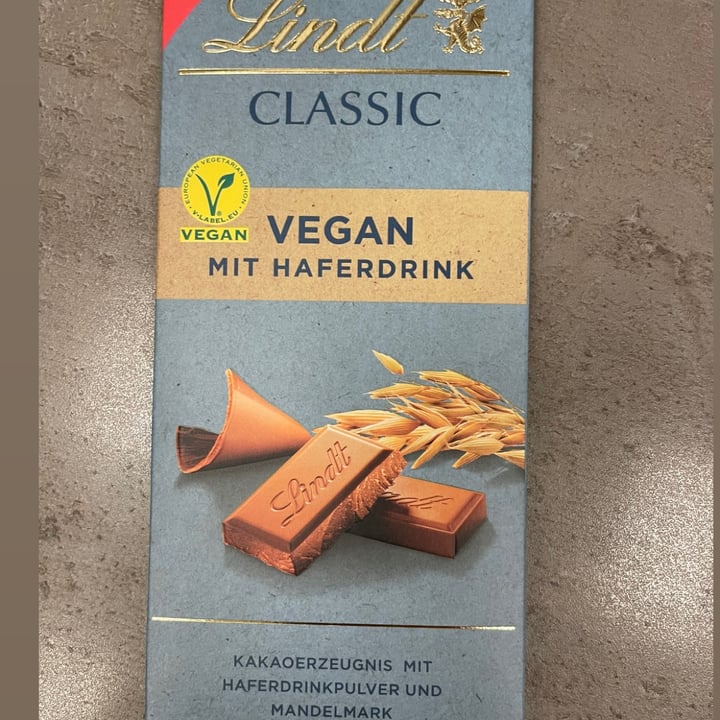 Lindt
CLASSIC
EUROPEAN VEGETARIAN UNION
V-LABEL.EU
VEGAN
VEGAN
MIT HAFERDRINK
Lindt
Lindt
KAKAOERZEUGNIS MIT
HAFERDRINKPULVER UND
MANDELMARK